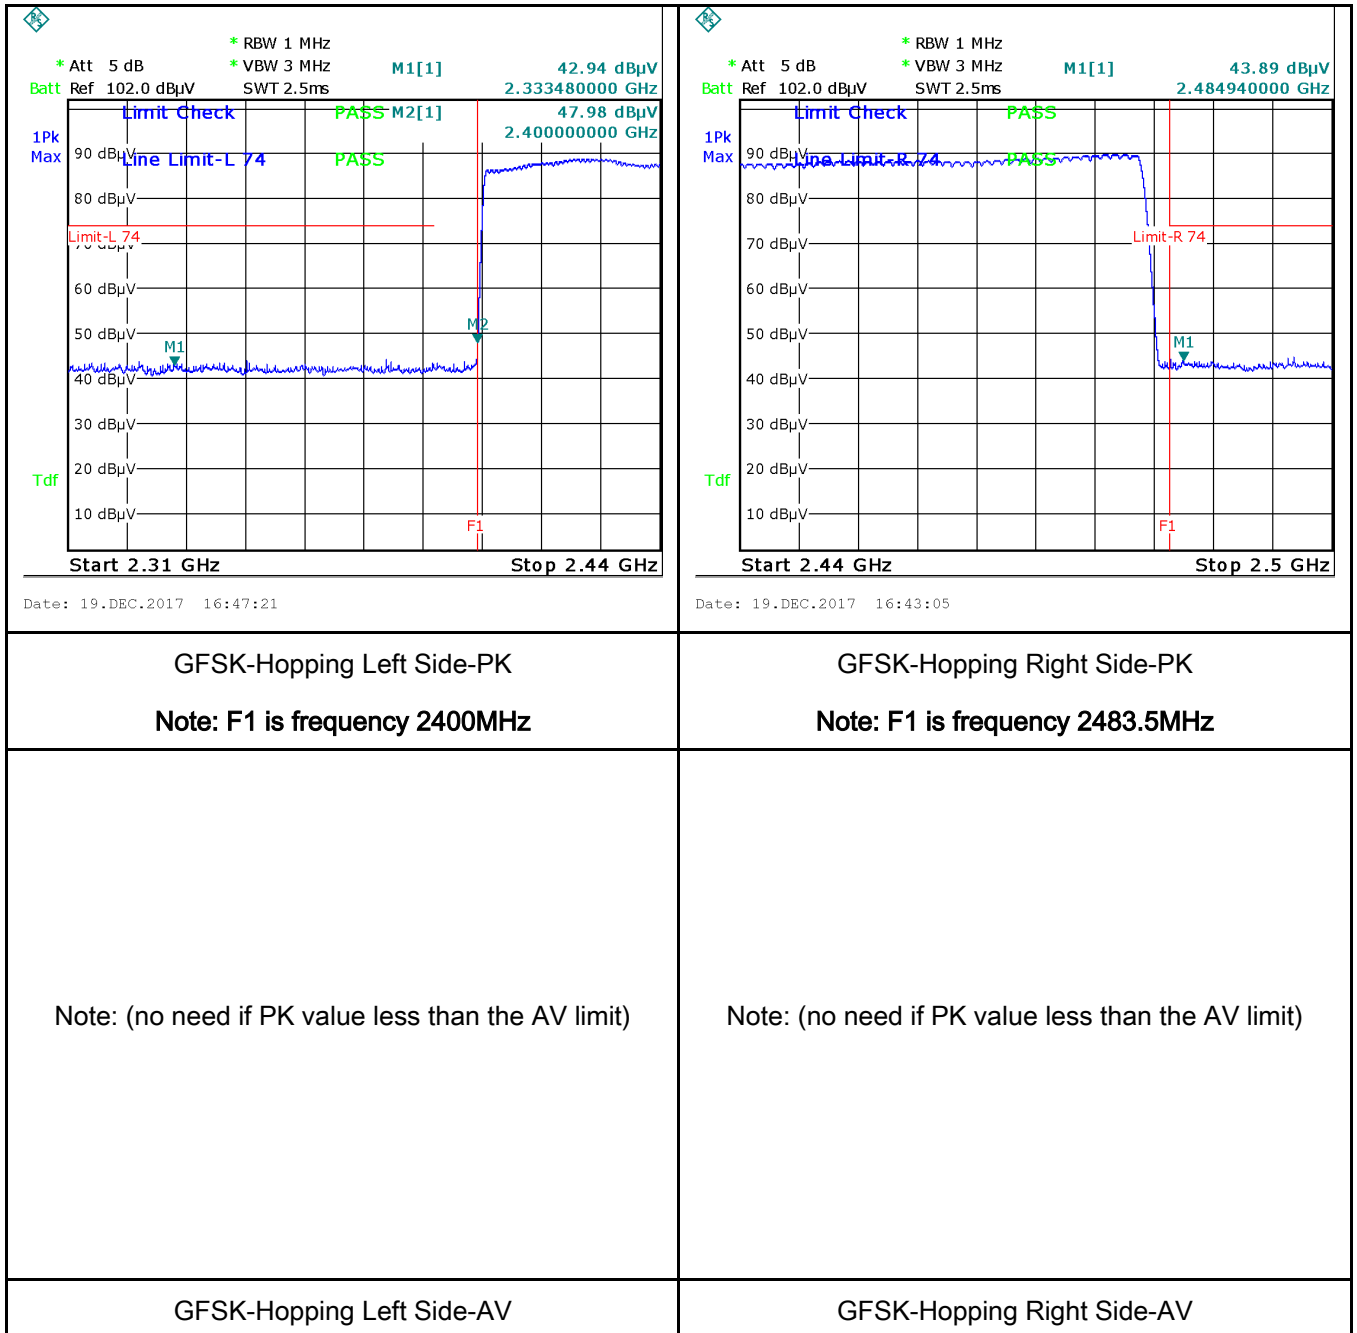 * RBW 1 MHz
* Att 5 dB * VBW 3 MHz M1[1] 42.94 dBµV
Batt Ref 102.0 dBµV SWT 2.5ms 2.333480000 GHz
Limit Check PASS M2[1] 47.98 dBµV
2.400000000 GHz
1Pk
Max
90 dBµV
Line Limit-L 74 PASS
80 dBµV
Limit-L 74
70 dBµV
60 dBµV
50 dBµV
M2
M1
40 dBµV
30 dBµV
20 dBµV
Tdf
10 dBµV
F1
Start 2.31 GHz Stop 2.44 GHz
Date: 19.DEC.2017 16:47:21
* RBW 1 MHz
* Att 5 dB * VBW 3 MHz M1[1] 43.89 dBµV
Batt Ref 102.0 dBµV SWT 2.5ms 2.484940000 GHz
Limit Check PASS
1Pk
Max
90 dBµV
Line Limit-R 74 PASS
80 dBµV
Limit-R 74
70 dBµV
60 dBµV
50 dBµV
M1
40 dBµV
30 dBµV
20 dBµV
Tdf
10 dBµV
F1
Start 2.44 GHz Stop 2.5 GHz
Date: 19.DEC.2017 16:43:05
GFSK-Hopping Left Side-PK
Note: F1 is frequency 2400MHz
GFSK-Hopping Right Side-PK
Note: F1 is frequency 2483.5MHz
Note: (no need if PK value less than the AV limit)
Note: (no need if PK value less than the AV limit)
GFSK-Hopping Left Side-AV
GFSK-Hopping Right Side-AV